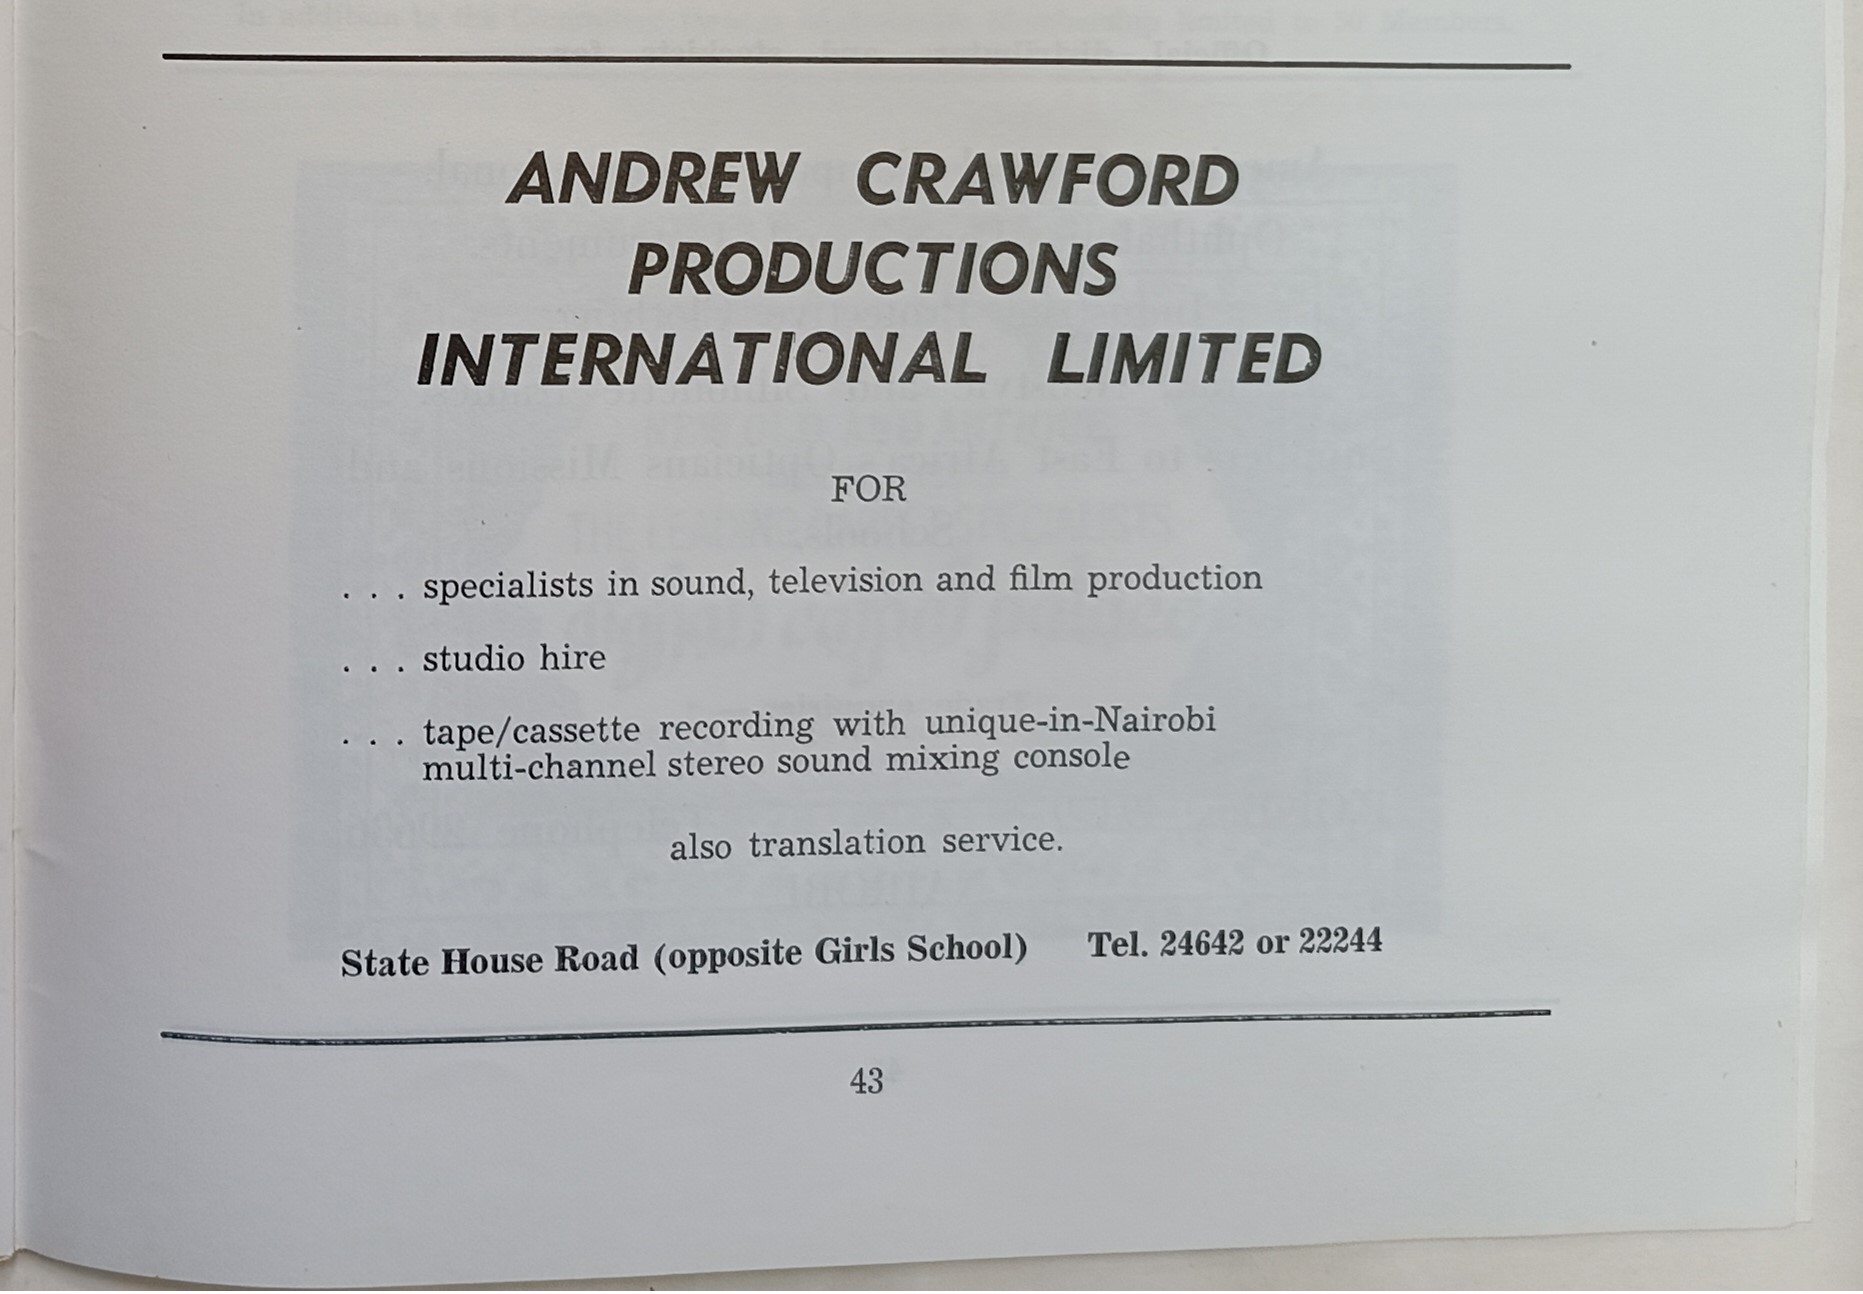 ANDREW CRAWFORD
PRODUCTIONS
INTERNATIONAL LIMITED
FOR
. . . specialists in sound, television and film production
. . . studio hire
. . . tape/cassette recording with unique-in-Nairobi
multi-channel stereo sound mixing console
also translation service.
State House Road (opposite Girls School) Tel. 24642 or 22244
43